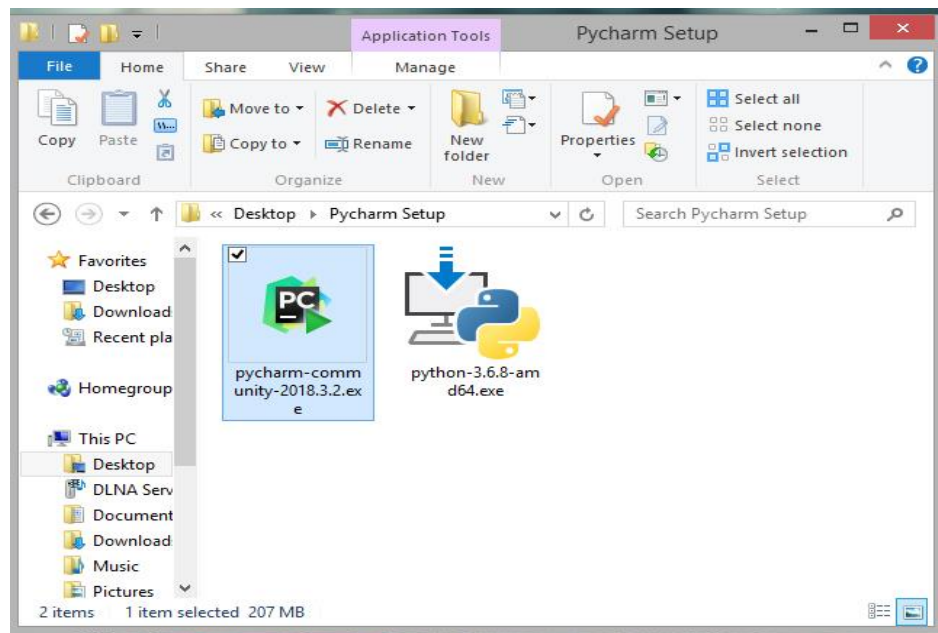 Application Tools
Pycharm Setup
File Home Share View Manage
Copy
Paste
W...
Move to
Copy to
Delete
Rename
New
folder
Properties
Select all
Select none
Invert selection
Clipboard Organize New Open Select
« Desktop Pycharm Setup
Search Pycharm Setup
Favorites
Desktop
Download
Recent pla
Homegroup
This PC
Desktop
DLNA Serv
Document
Download
Music
Pictures
PC
pycharm-comm
unity-2018.3.2.ex
e
python-3.6.8-am
d64.exe
2 items 1 item selected 207 MB